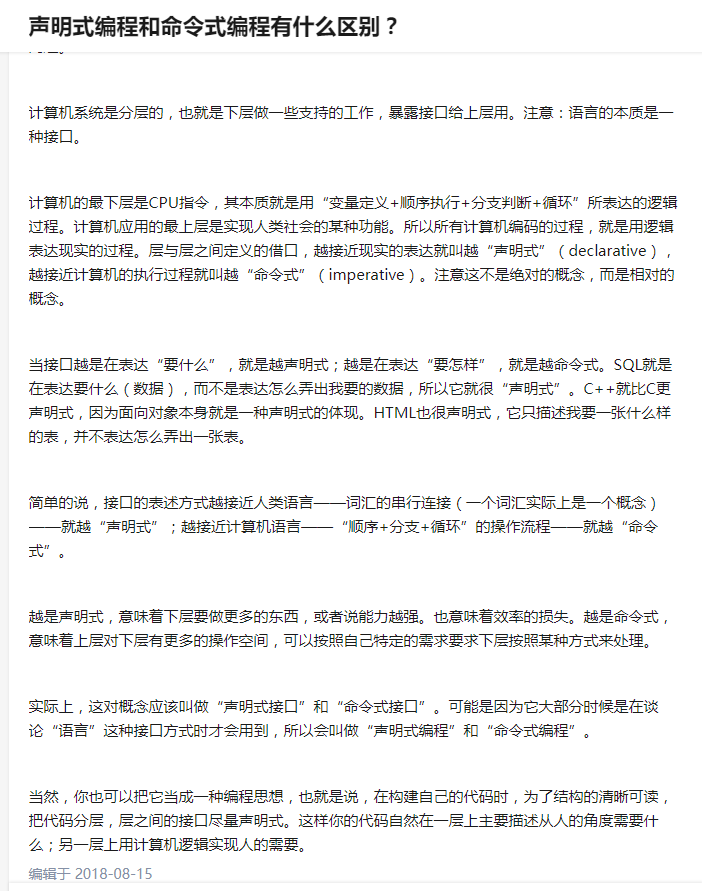 声明式编程和命令式编程有什么区别？
计算机系统是分层的，也就是下层做一些支持的工作，暴露接口给上层用。注意：语言的本质是一
种接口。
计算机的最下层是CPU指令，其本质就是用“变量定义+顺序执行+分支判断+循环”所表达的逻辑
过程。计算机应用的最上层是实现人类社会的某种功能。所以所有计算机编码的过程，就是用逻辑
表达现实的过程。层与层之间定义的借口，越接近现实的表达就叫越“声明式”（declarative），
越接近计算机的执行过程就叫越“命令式”（imperative）。注意这不是绝对的概念，而是相对的
概念。
当接口越是在表达“要什么”，就是越声明式；越是在表达“要怎样”，就是越命令式。SQL就是
在表达要什么（数据），而不是表达怎么弄出我要的数据，所以它就很“声明式”。C++就比C更
声明式，因为面向对象本身就是一种声明式的体现。HTML也很声明式，它只描述我要一张什么样
的表，并不表达怎么弄出一张表。
简单的说，接口的表述方式越接近人类语言——词汇的串行连接（一个词汇实际上是一个概念）
——就越“声明式”；越接近计算机语言——“顺序+分支+循环”的操作流程——就越“命令
式”。
越是声明式，意味着下层要做更多的东西，或者说能力越强。也意味着效率的损失。越是命令式，
意味着上层对下层有更多的操作空间，可以按照自己特定的需求要求下层按照某种方式来处理。
实际上，这对概念应该叫做“声明式接口”和“命令式接口”。可能是因为它大部分时候是在谈
论“语言”这种接口方式时才会用到，所以会叫做“声明式编程”和“命令式编程”。
当然，你也可以把它当成一种编程思想，也就是说，在构建自己的代码时，为了结构的清晰可读，
把代码分层，层之间的接口尽量声明式。这样你的代码自然在一层上主要描述从人的角度需要什
么；另一层上用计算机逻辑实现人的需要。
编辑于 2018-08-15